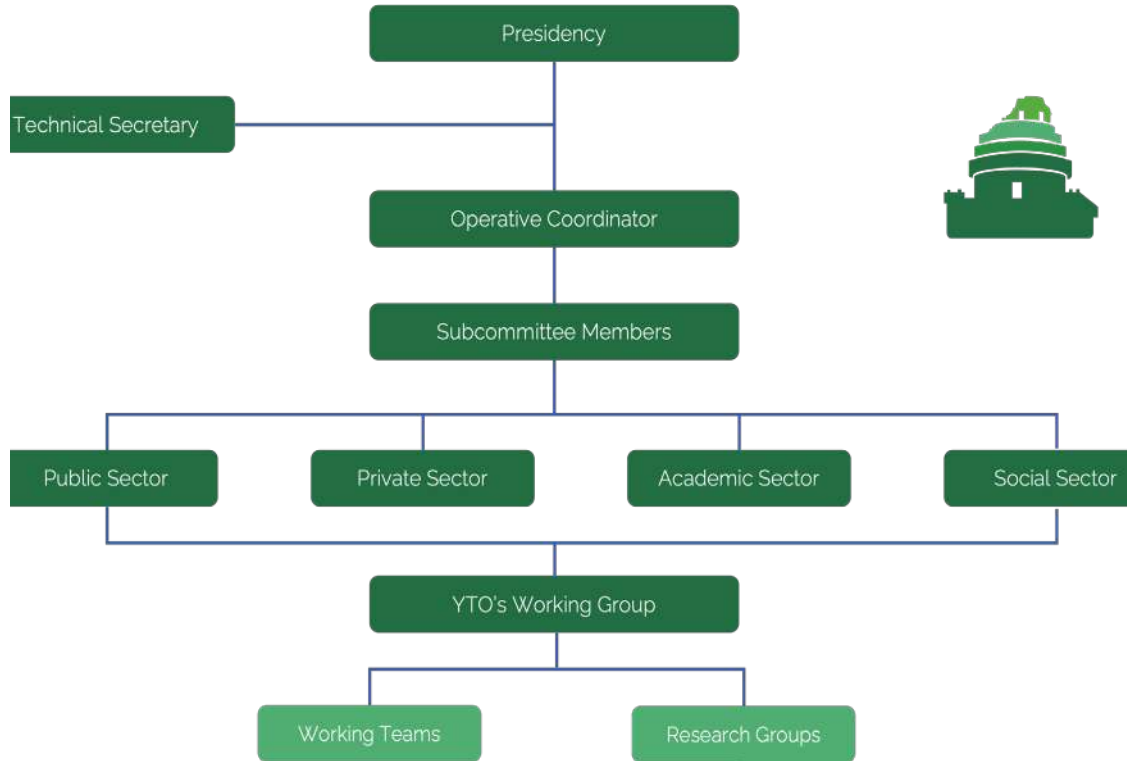 Presidency
Technical Secretary
Operative Coordinator
Subcommittee Members
Public Sector
Private Sector
Academic Sector
Social Sector
YTO's Working Group
Working Teams
Research Groups